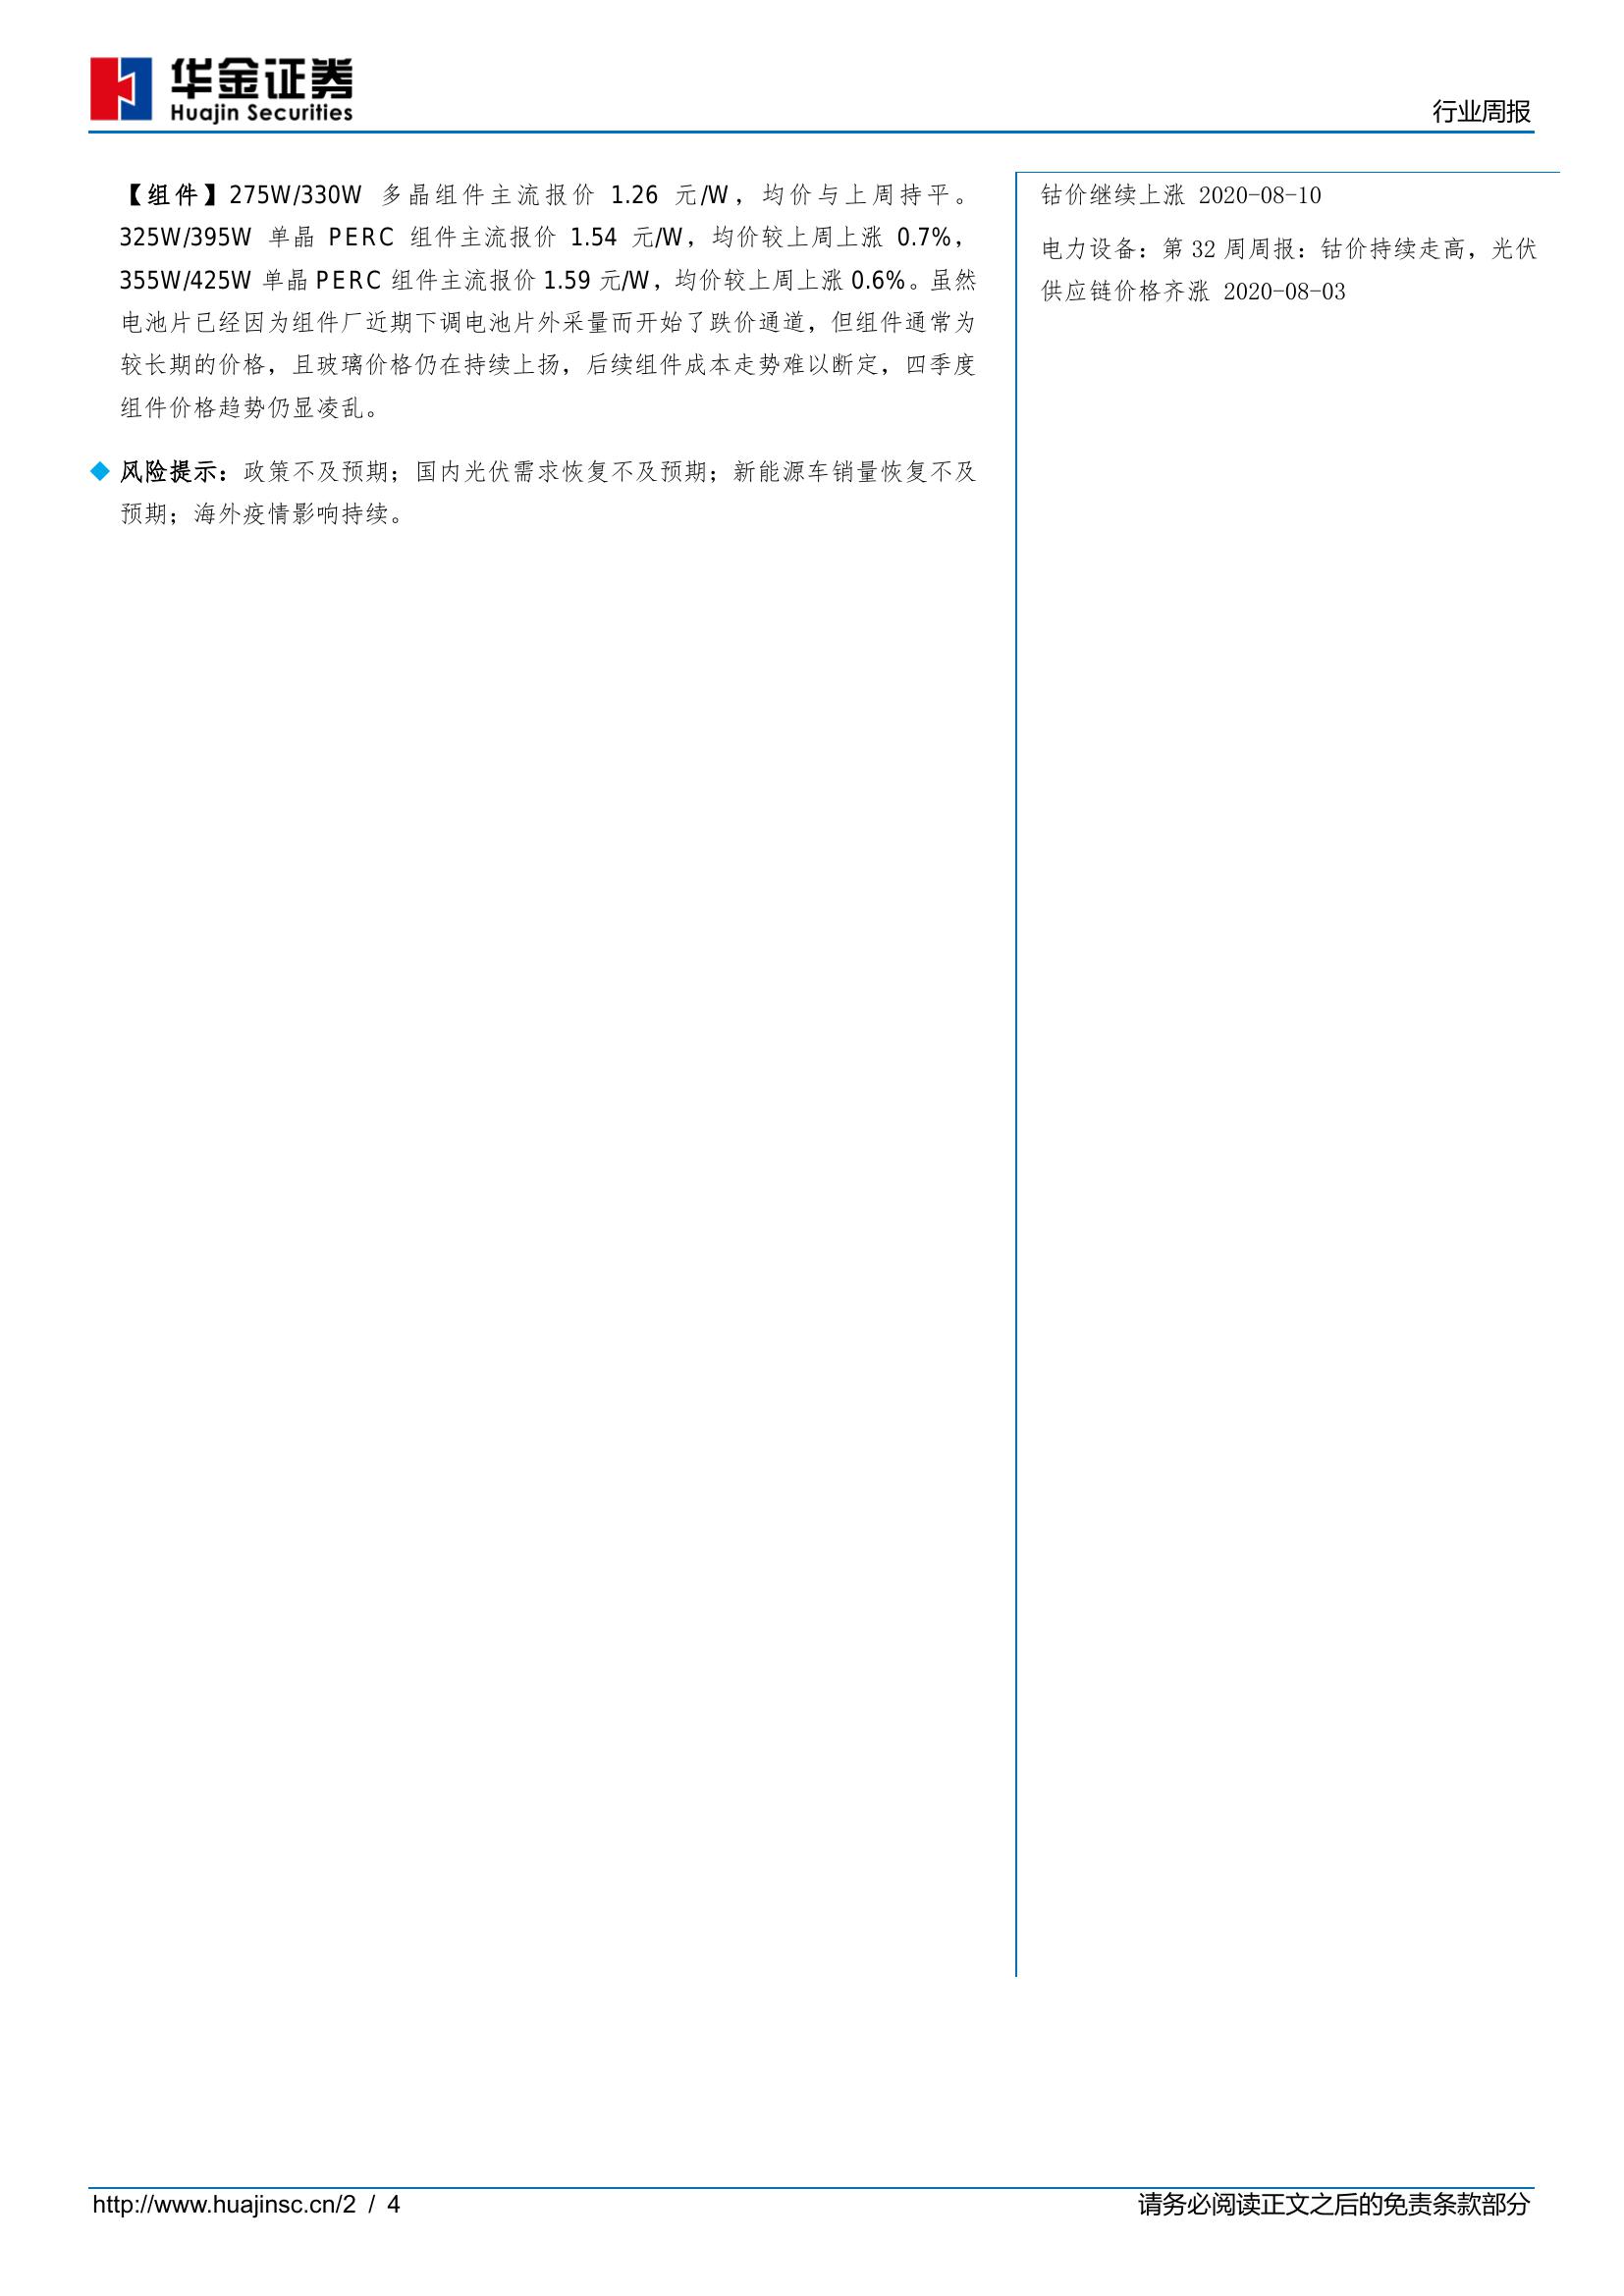 华金证券
Huajin Securities
行业周报
【组件】275W/330W 多晶组件主流报价 1.26 元/W，均价与上周持平。
325W/395W 单晶 PERC 组件主流报价 1.54 元/W，均价较上周上涨 0.7%，
355W/425W 单晶 PERC 组件主流报价 1.59 元/W，均价较上周上涨 0.6%。虽然
电池片已经因为组件厂近期下调电池片外采量而开始了跌价通道，但组件通常为
较长期的价格，且玻璃价格仍在持续上扬，后续组件成本走势难以断定，四季度
组件价格趋势仍显凌乱。
风险提示：政策不及预期；国内光伏需求恢复不及预期；新能源车销量恢复不及
预期；海外疫情影响持续。
钴价继续上涨 2020-08-10
电力设备：第 32 周周报：钴价持续走高，光伏
供应链价格齐涨 2020-08-03
http://www.huajinsc.cn/2 / 4
请务必阅读正文之后的免责条款部分